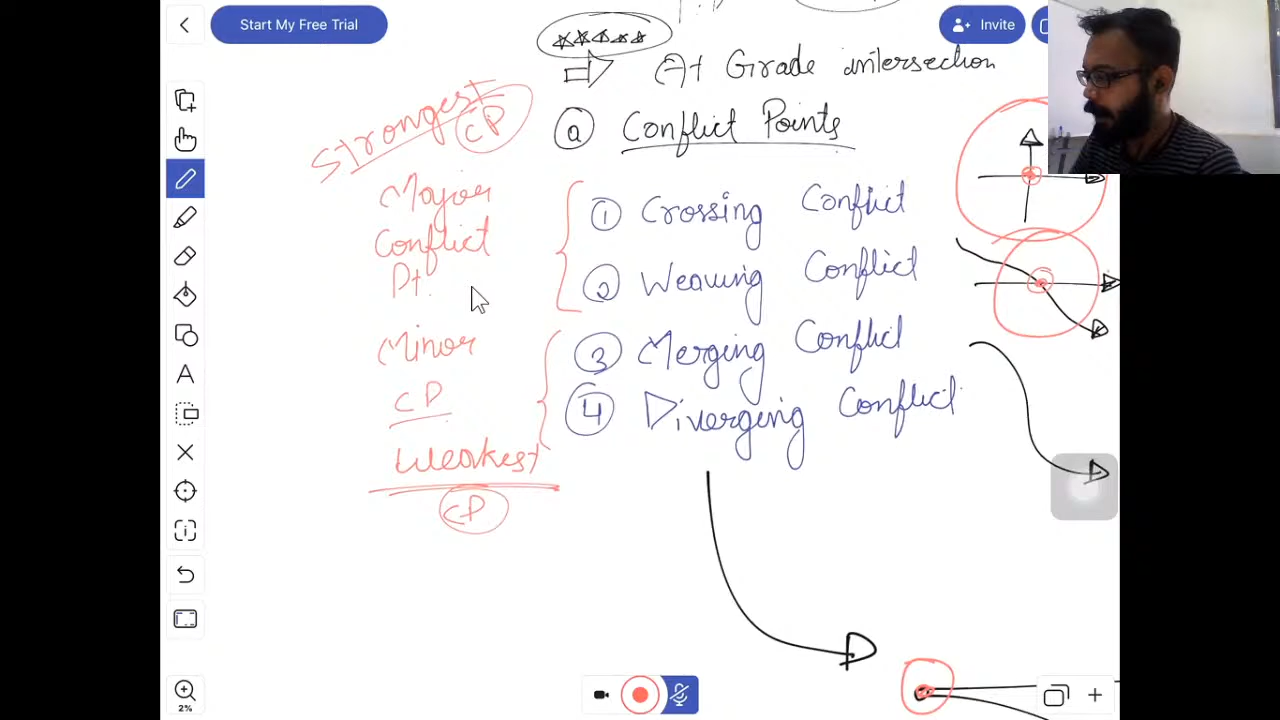 Start My Free Trial
Invite
At Grade intersection
Strongest
CP
a Conflict Points
Major
Conflict
Pt.
1 Crossing Conflict
2 Weaving Conflict
Minor
CP
3 Merging Conflict
4 Diverging Conflict
Weakest
CP
2%